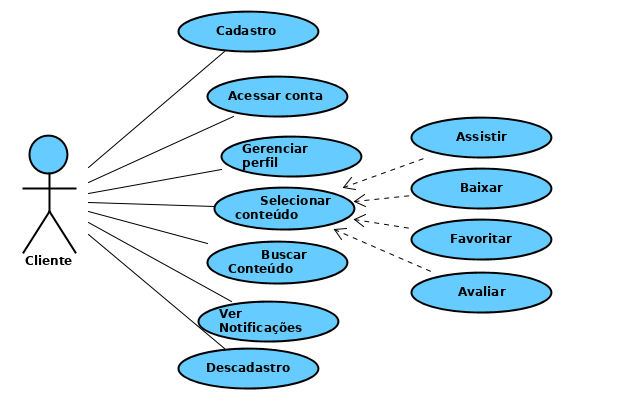 Cadastro
Acessar conta
Gerenciar
perfil
Selecionar
conteúdo
Buscar
Conteúdo
Ver
Notificações
Descadastro
Assistir
Baixar
Favoritar
Avaliar
Cliente